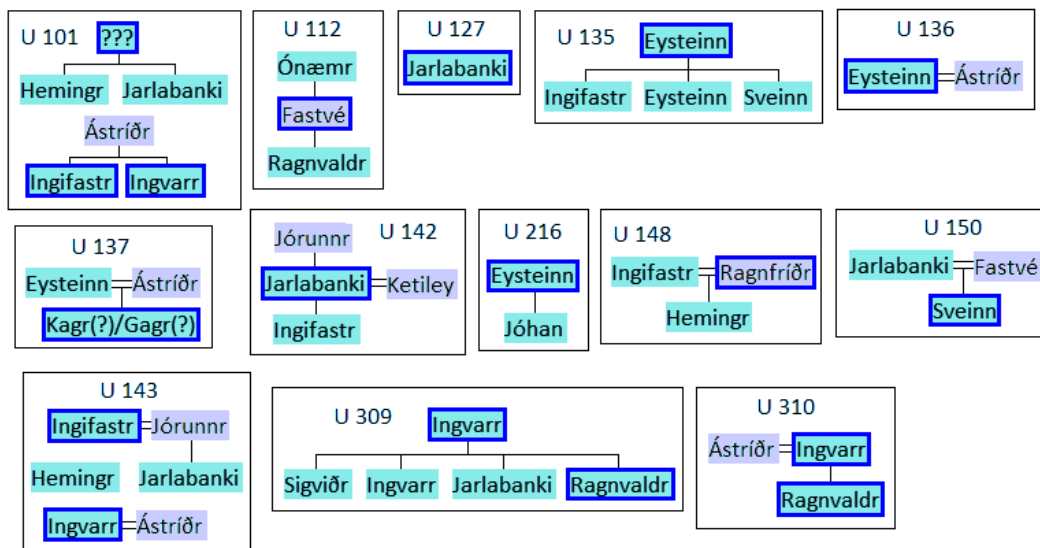 U 101
???
Hemingr Jarlabanki
Ástríðr
Ingifastr Ingvarr
U 112
Ónæmr
Fastvé
Ragnvaldr
U 127
Jarlabanki
U 135
Eysteinn
Ingifastr Eysteinn Sveinn
U 136
Eysteinn Ástríðr
U 137
Eysteinn Ástríðr
Kagr(?)/Gagr(?)
U 142
Jórunnr
Jarlabanki Ketiley
Ingifastr
U 216
Eysteinn
Jóhan
U 148
Ingifastr Ragnfríðr
Hemingr
U 150
Jarlabanki Fastvé
Sveinn
U 143
Ingifastr Jórunnr
Hemingr Jarlabanki
Ingvarr Ástríðr
U 309
Ingvarr
Sigviðr Ingvarr Jarlabanki Ragnvaldr
U 310
Ástríðr Ingvarr
Ragnvaldr